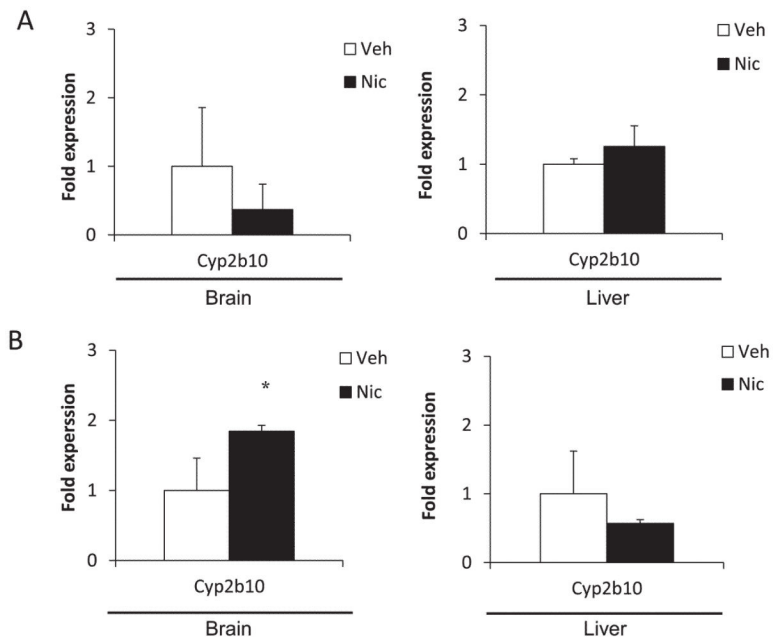 A
Fold expression
3
2
1
0
Veh
Nic
Cyp2b10
Brain
Fold expression
3
2
1
0
Veh
Nic
Cyp2b10
Liver
B
Fold experssion
3
2
1
0
*
Veh
Nic
Cyp2b10
Brain
Fold expression
3
2
1
0
Veh
Nic
Cyp2b10
Liver